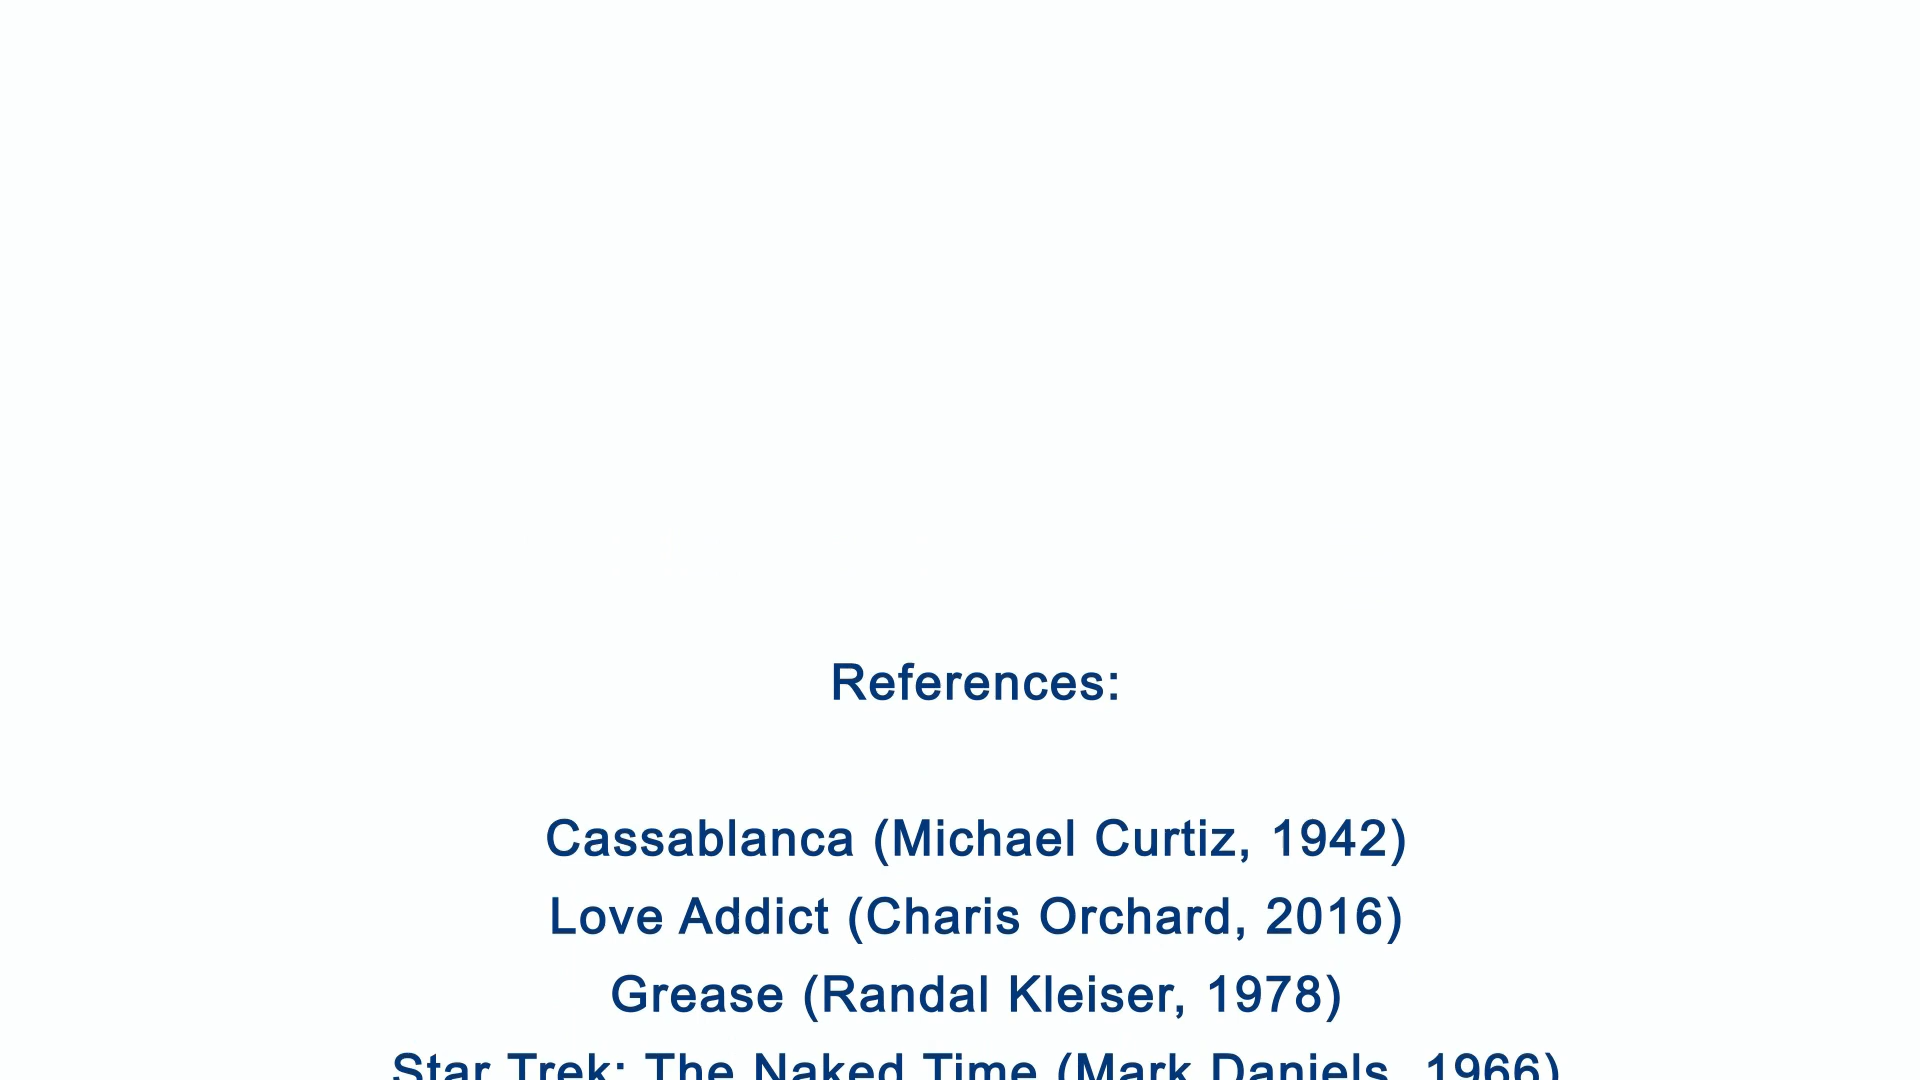 References:
Cassablanca (Michael Curtiz, 1942)
Love Addict (Charis Orchard, 2016)
Grease (Randal Kleiser, 1978)
Star Trek: The Naked Time (Mark Daniels, 1966)